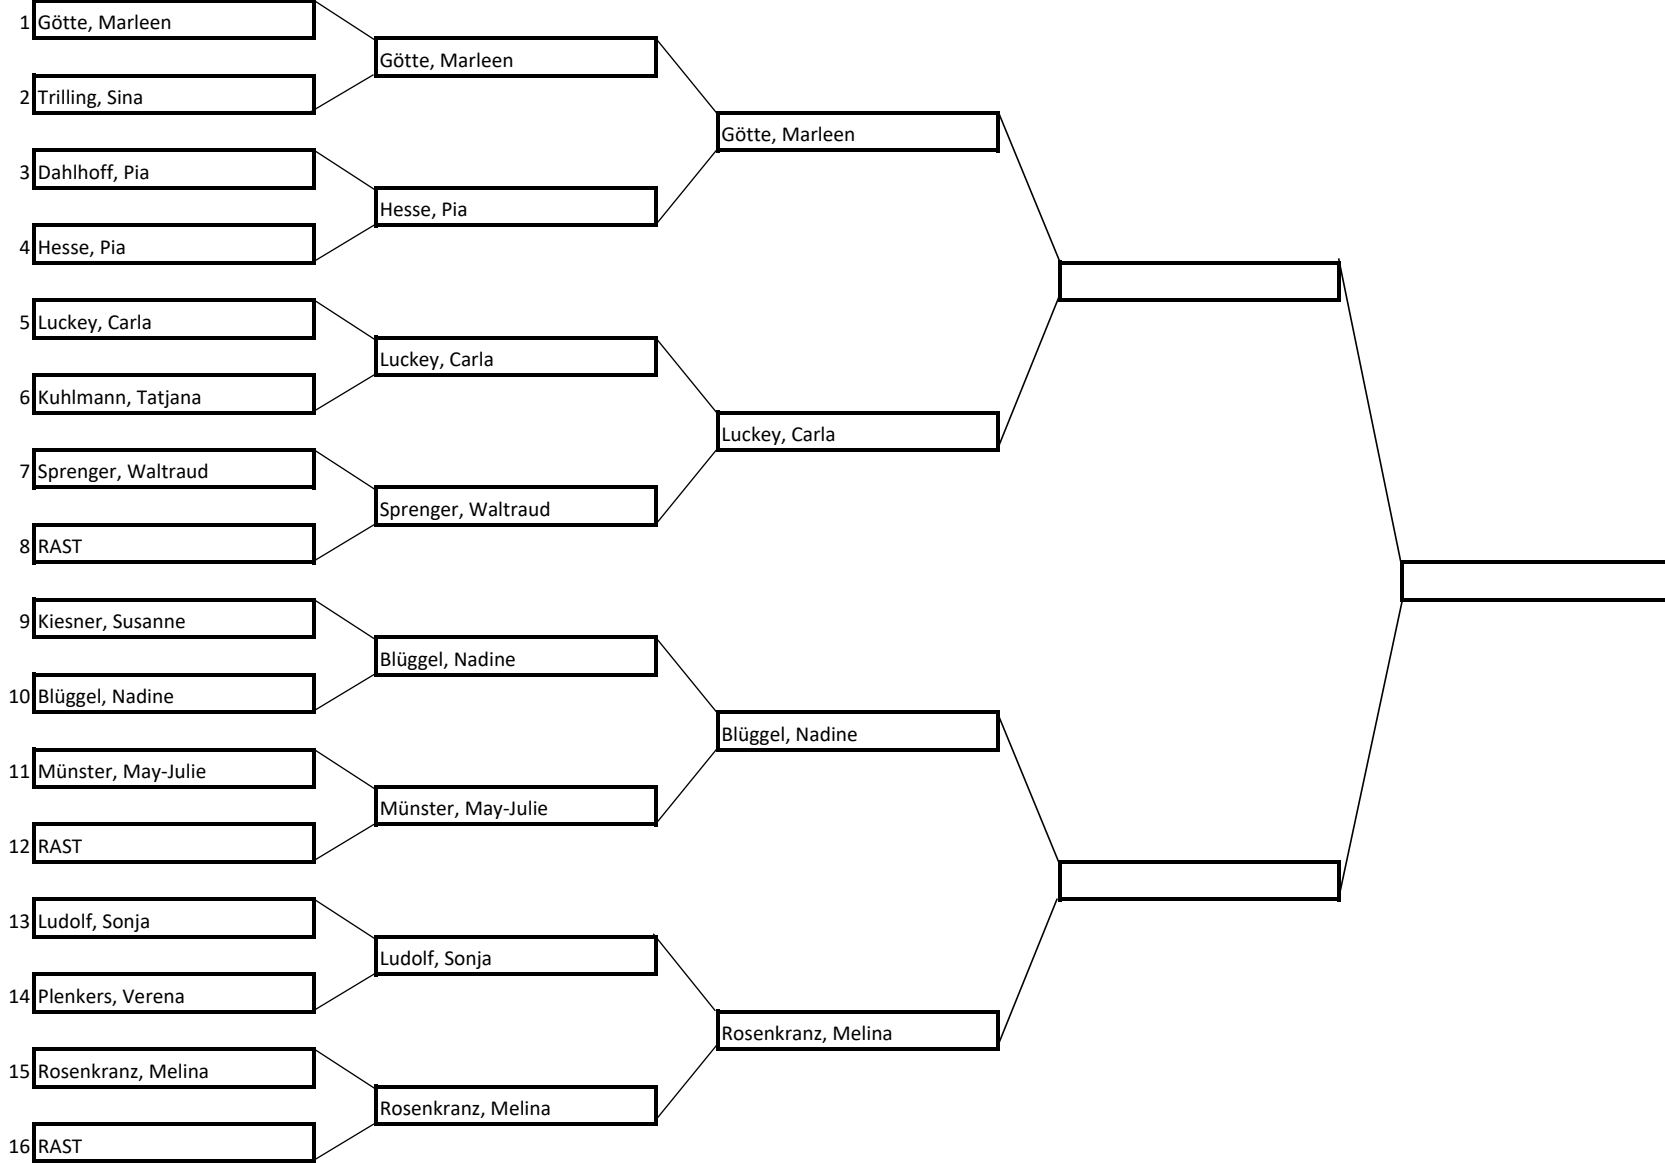 1 Götte, Marleen
2 Trilling, Sina
3 Dahlhoff, Pia
4 Hesse, Pia
5 Luckey, Carla
6 Kuhlmann, Tatjana
7 Sprenger, Waltraud
8 RAST
9 Kiesner, Susanne
10 Blüggel, Nadine
11 Münster, May-Julie
12 RAST
13 Ludolf, Sonja
14 Plenkers, Verena
15 Rosenkranz, Melina
16 RAST
Götte, Marleen
Hesse, Pia
Luckey, Carla
Sprenger, Waltraud
Blüggel, Nadine
Münster, May-Julie
Ludolf, Sonja
Rosenkranz, Melina
Götte, Marleen
Luckey, Carla
Blüggel, Nadine
Rosenkranz, Melina